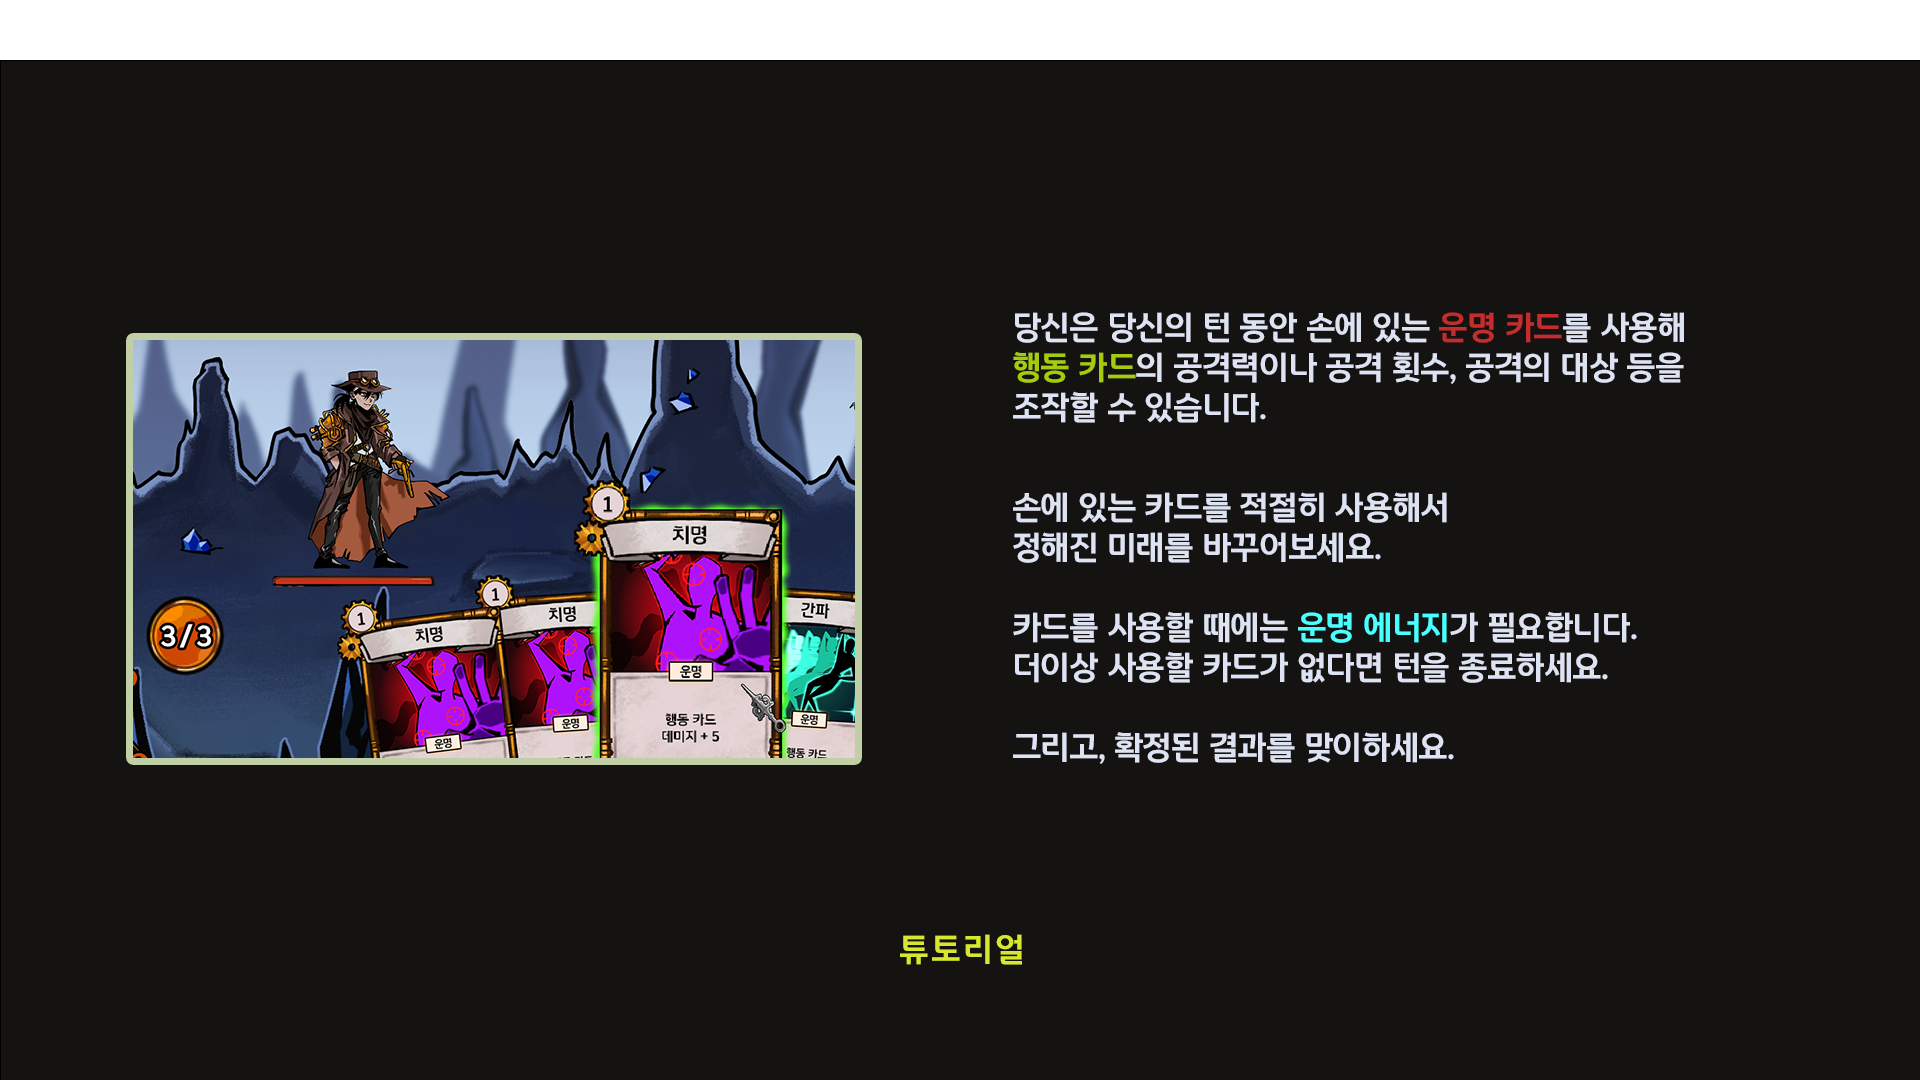 당신은 당신의 턴 동안 손에 있는 운명 카드를 사용해
행동 카드의 공격력이나 공격 횟수, 공격의 대상 등을
조작할 수 있습니다.
손에 있는 카드를 적절히 사용해서
정해진 미래를 바꾸어보세요.
카드를 사용할 때에는 운명 에너지가 필요합니다.
더이상 사용할 카드가 없다면 턴을 종료하세요.
그리고, 확정된 결과를 맞이하세요.
3/3
1
치명
운명
1
치명
운명
1
치명
운명
행동 카드
데미지 + 5
간파
운명
행동 카드
튜토리얼